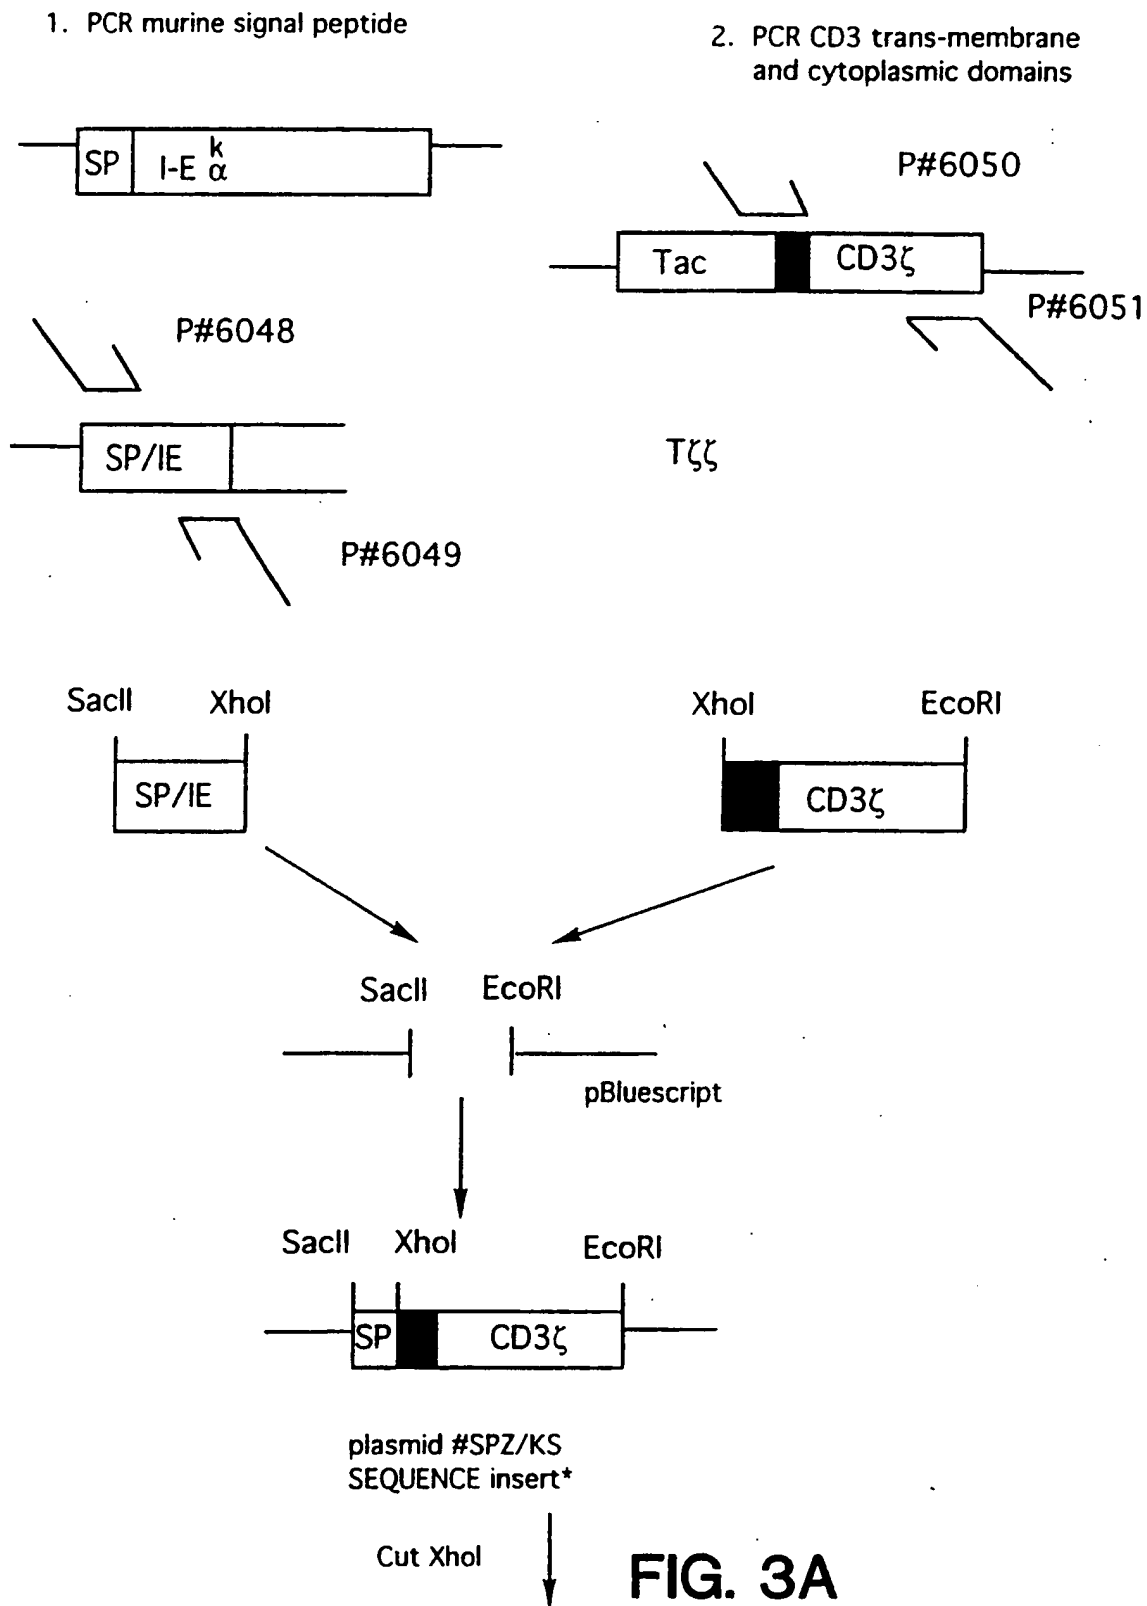 1. PCR murine signal peptide
2. PCR CD3 trans-membrane
and cytoplasmic domains
SP
I-E k α
P#6050
Tac
CD3ζ
P#6051
P#6048
SP/IE
Tζζ
P#6049
SacII XhoI
SP/IE
XhoI EcoRI
CD3ζ
SacII EcoRI
pBluescript
SacII XhoI EcoRI
SP CD3ζ
plasmid #SPZ/KS
SEQUENCE insert*
Cut XhoI
FIG. 3A